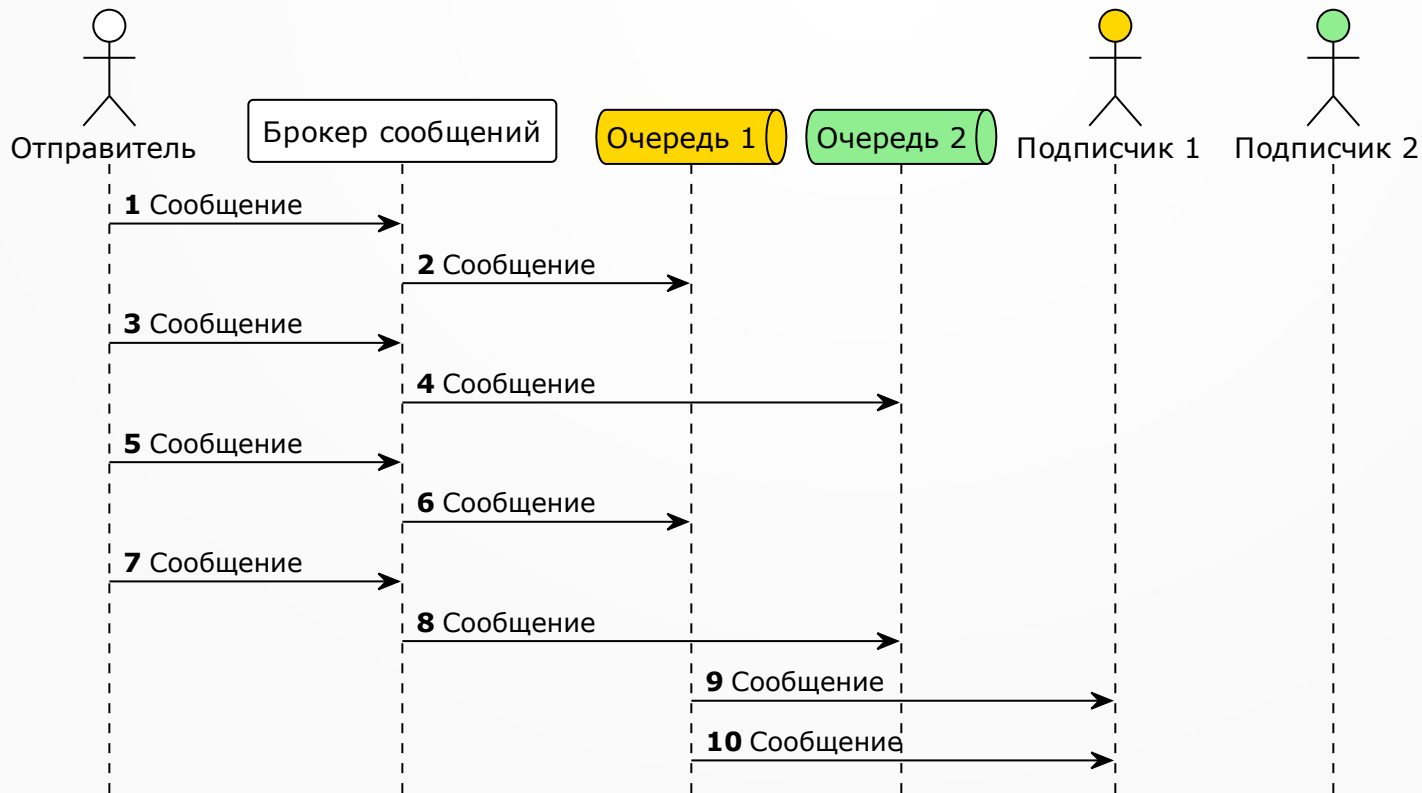 Отправитель
Брокер сообщений
Очередь 1
Очередь 2
Подписчик 1
Подписчик 2
1 Сообщение
2 Сообщение
3 Сообщение
4 Сообщение
5 Сообщение
6 Сообщение
7 Сообщение
8 Сообщение
9 Сообщение
10 Сообщение